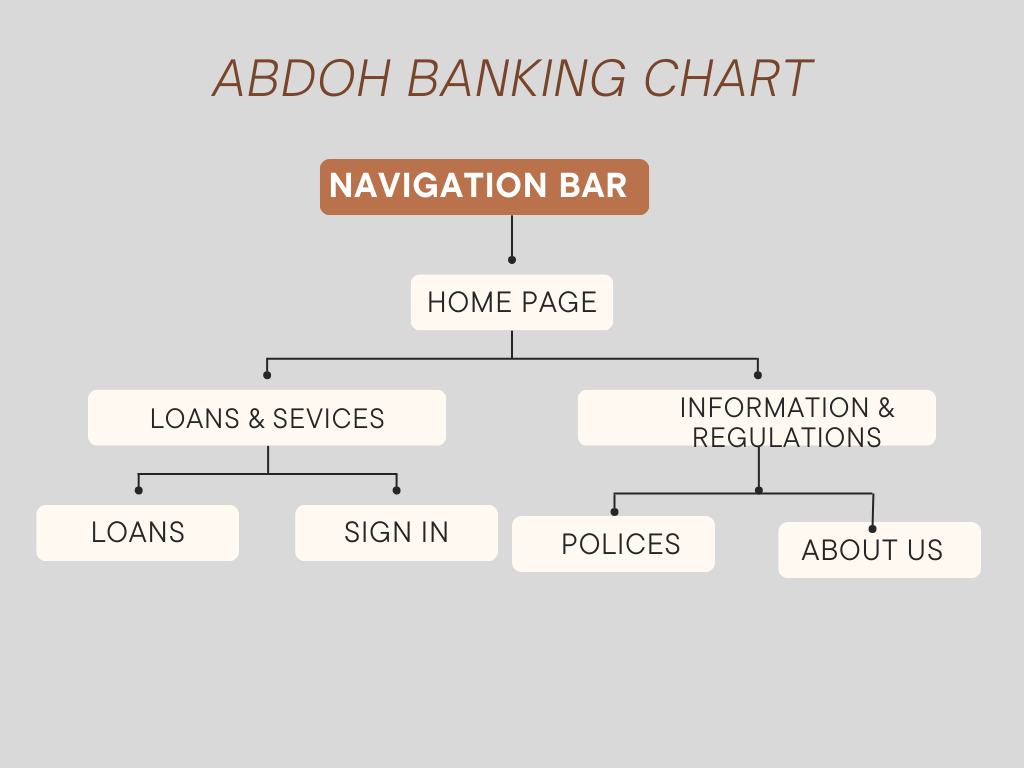 ABDOH BANKING CHART
NAVIGATION BAR
HOME PAGE
LOANS & SEVICES
INFORMATION &
REGULATIONS
LOANS
SIGN IN
POLICES
ABOUT US